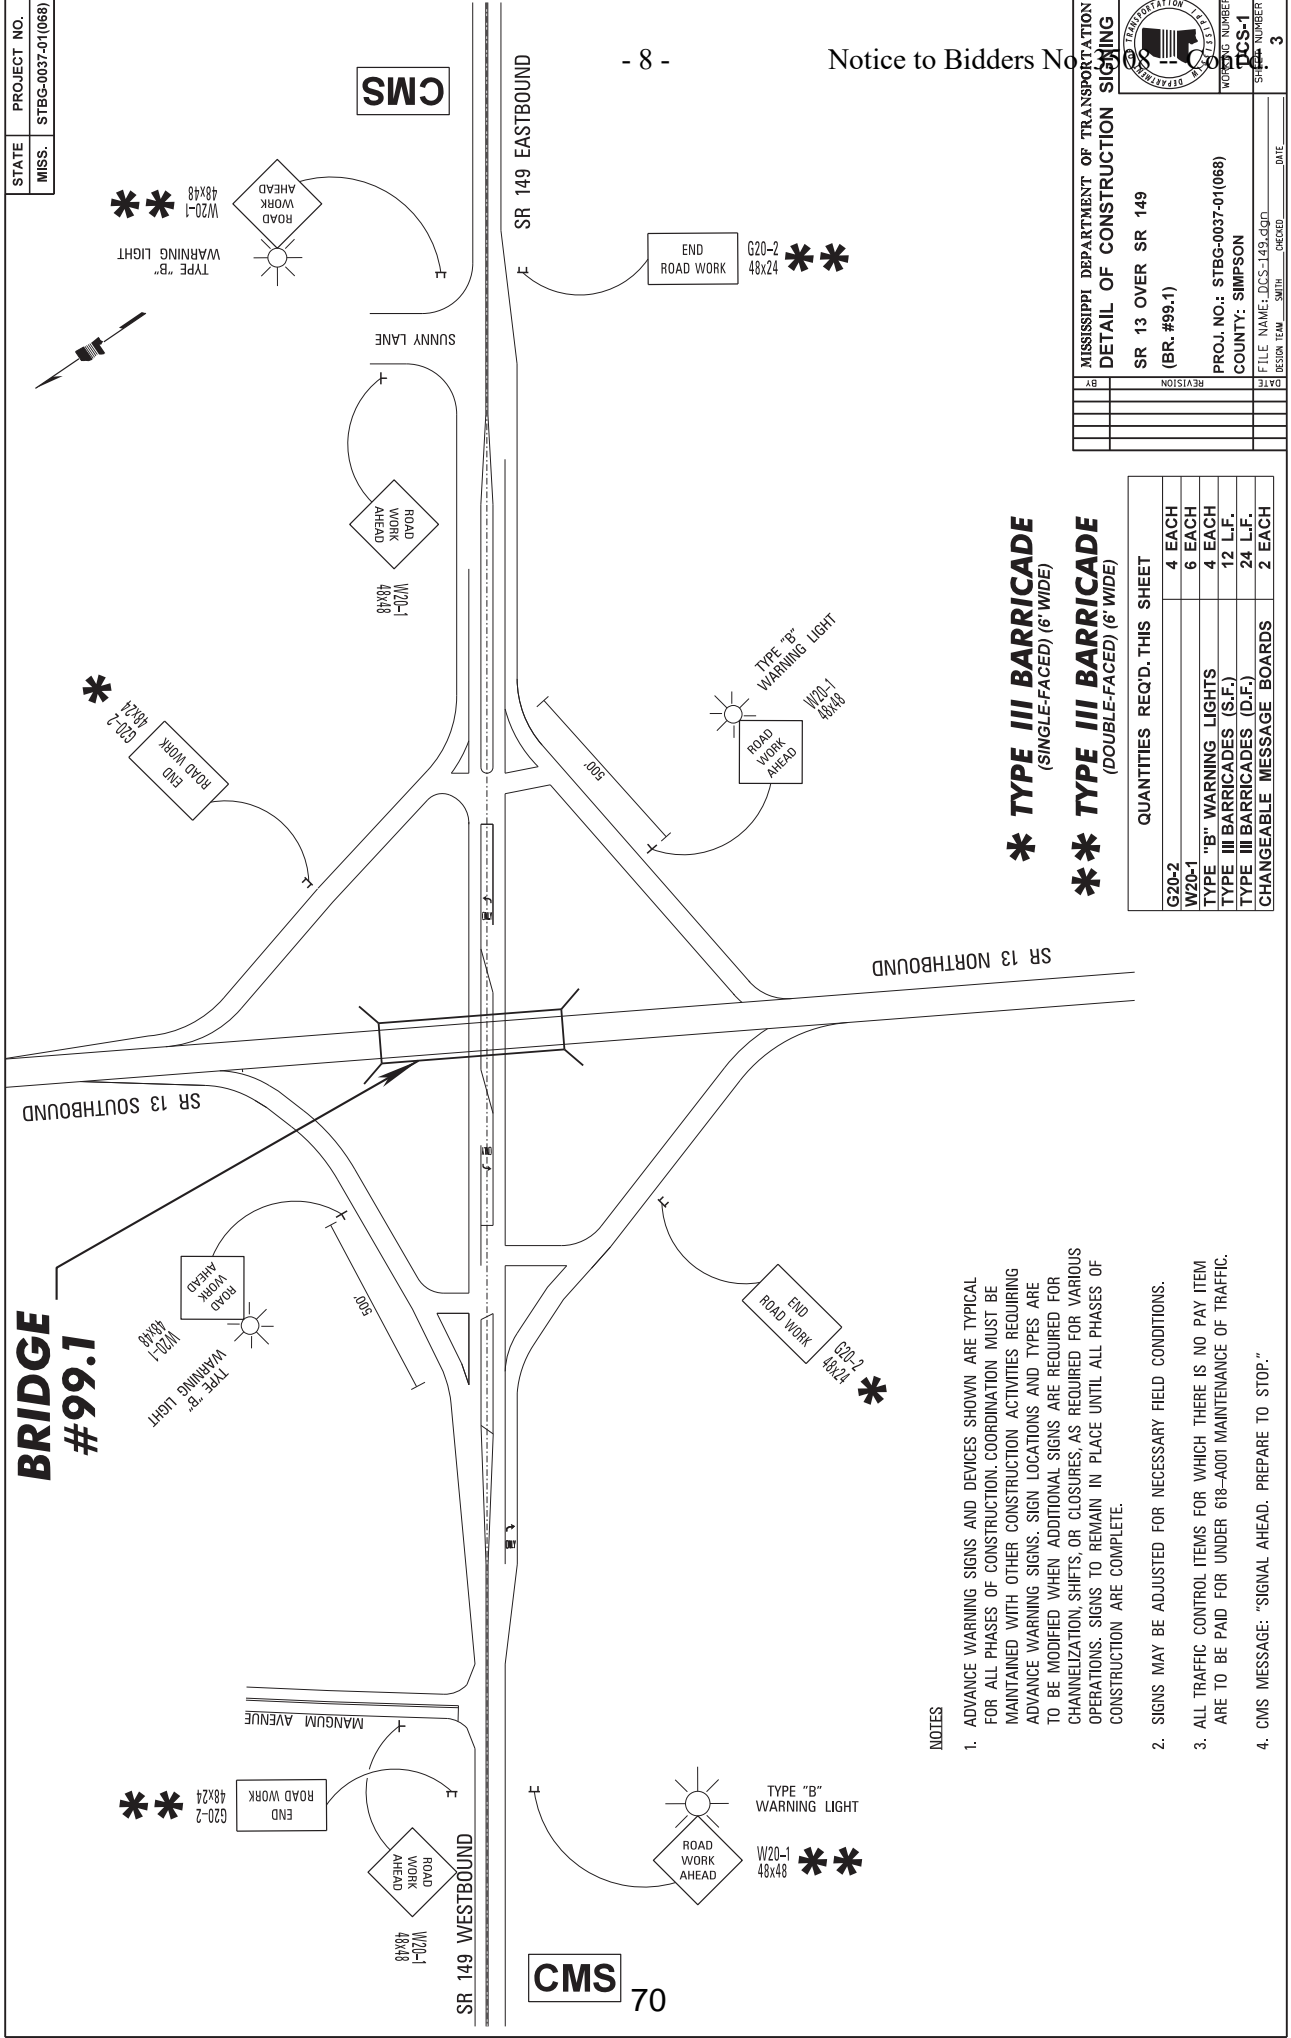 - 8 -
Notice to Bidders No. 3508 -- Cont'd.
STATE
PROJECT NO.
MISS.
STBG-0037-01(068)
CMS
W20-1
48x48
ROAD
WORK
AHEAD
TYPE "B"
WARNING LIGHT
SR 149 EASTBOUND
END
ROAD WORK
G20-2
48x24
SUNNY LANE
ROAD
WORK
AHEAD
W20-1
48x48
G20-2
48x24
END
ROAD WORK
TYPE "B"
WARNING LIGHT
W20-1
48x48
ROAD
WORK
AHEAD
500'
ONLY
SR 13 NORTHBOUND
SR 13 SOUTHBOUND
ONLY
BRIDGE
#99.1
W20-1
48x48
ROAD
WORK
AHEAD
TYPE "B"
WARNING LIGHT
500'
END
ROAD WORK
G20-2
48x24
ONLY
MANGUM AVENUE
G20-2
48x24
END
ROAD WORK
ROAD
WORK
AHEAD
W20-1
48x48
SR 149 WESTBOUND
TYPE "B"
WARNING LIGHT
ROAD
WORK
AHEAD
W20-1
48x48
CMS
NOTES
1. ADVANCE WARNING SIGNS AND DEVICES SHOWN ARE TYPICAL
FOR ALL PHASES OF CONSTRUCTION. COORDINATION MUST BE
MAINTAINED WITH OTHER CONSTRUCTION ACTIVITIES REQUIRING
ADVANCE WARNING SIGNS. SIGN LOCATIONS AND TYPES ARE
TO BE MODIFIED WHEN ADDITIONAL SIGNS ARE REQUIRED FOR
CHANNELIZATION, SHIFTS, OR CLOSURES, AS REQUIRED FOR VARIOUS
OPERATIONS. SIGNS TO REMAIN IN PLACE UNTIL ALL PHASES OF
CONSTRUCTION ARE COMPLETE.
2. SIGNS MAY BE ADJUSTED FOR NECESSARY FIELD CONDITIONS.
3. ALL TRAFFIC CONTROL ITEMS FOR WHICH THERE IS NO PAY ITEM
ARE TO BE PAID FOR UNDER 618-A001 MAINTENANCE OF TRAFFIC.
4. CMS MESSAGE: "SIGNAL AHEAD. PREPARE TO STOP."
* TYPE III BARRICADE
(SINGLE-FACED) (6' WIDE)
** TYPE III BARRICADE
(DOUBLE-FACED) (6' WIDE)
QUANTITIES REQ'D. THIS SHEET
G20-2 4 EACH
W20-1 6 EACH
TYPE "B" WARNING LIGHTS 4 EACH
TYPE III BARRICADES (S.F.) 12 L.F.
TYPE III BARRICADES (D.F.) 24 L.F.
CHANGEABLE MESSAGE BOARDS 2 EACH
BY
REVISION
DATE
MISSISSIPPI DEPARTMENT OF TRANSPORTATION
DETAIL OF CONSTRUCTION SIGNING
SR 13 OVER SR 149
(BR. #99.1)
PROJ. NO.: STBG-0037-01(068)
COUNTY: SIMPSON
FILE NAME: DCS-149.dgn
DESIGN TEAM SMITH CHECKED DATE
MISSISSIPPI DEPARTMENT OF TRANSPORTATION
WORKING NUMBER
DCS-1
SHEET NUMBER
3
70